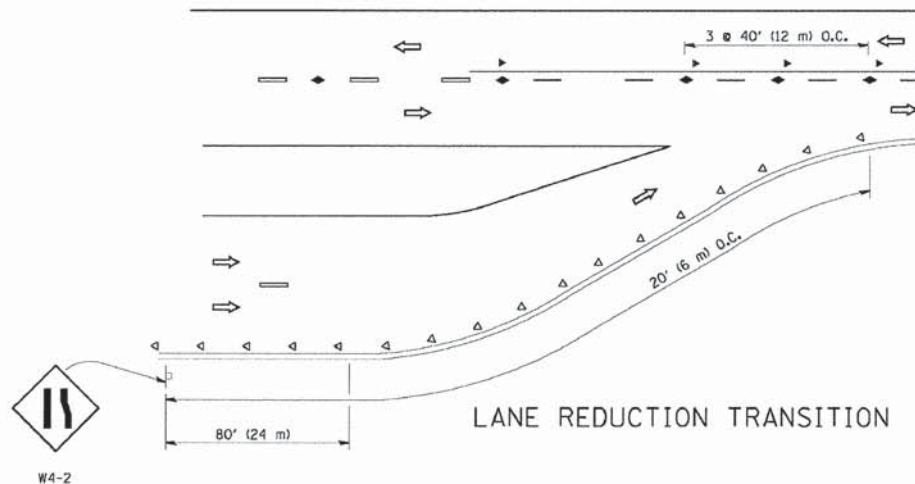 3 @ 40' (12 m) O.C.
20' (6 m) O.C.
LANE REDUCTION TRANSITION
80' (24 m)
W4-2